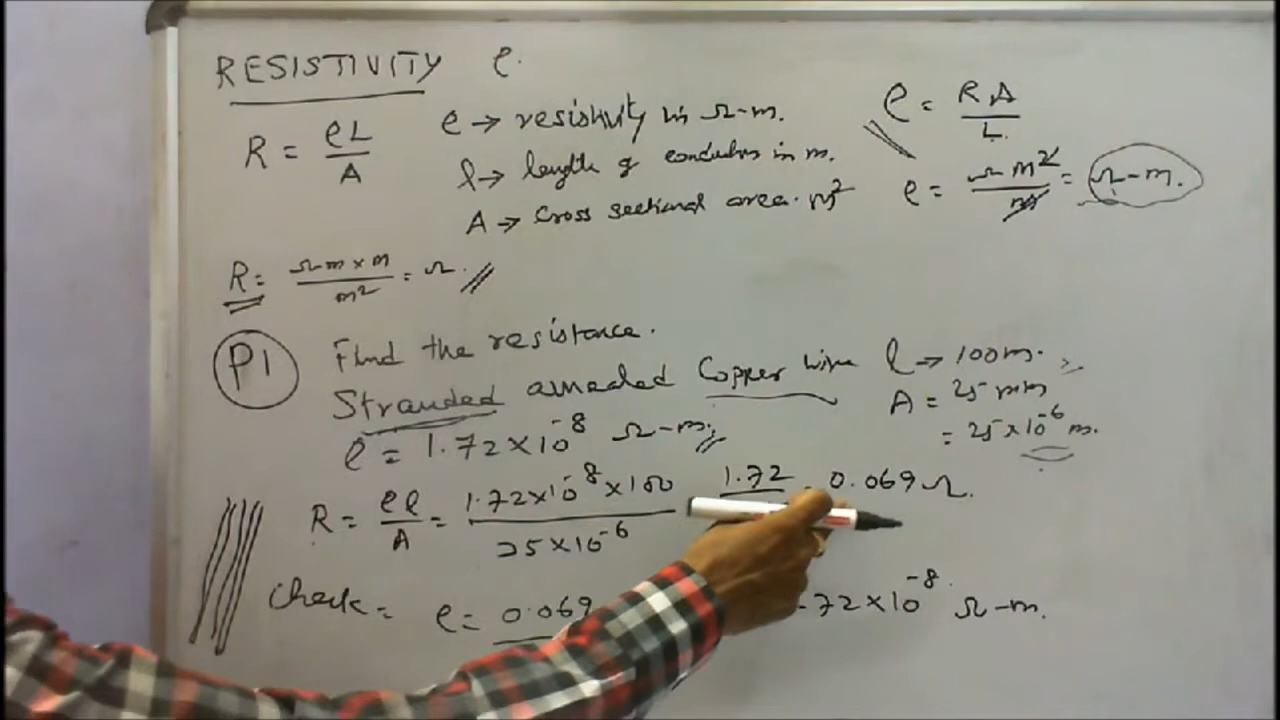 RESISTIVITY ρ.
R = ρL/A
ρ → resistivity in Ω-m.
l → length of conductor in m.
A → cross sectional area. m²
ρ = R A / L.
ρ = Ω m² / m = Ω-m.
R = Ω m × m / m² = Ω.
P1 Find the resistance.
Stranded annealed Copper wire l → 100m.
A = 25 mm
= 25×10⁻⁶ m.
ρ = 1.72×10⁻⁸ Ω-m.
R = ρl/A = 1.72×10⁻⁸×100 / 25×10⁻⁶ 1.72 0.069 Ω.
Check = ρ = 0.069 .72×10⁻⁸ Ω-m.